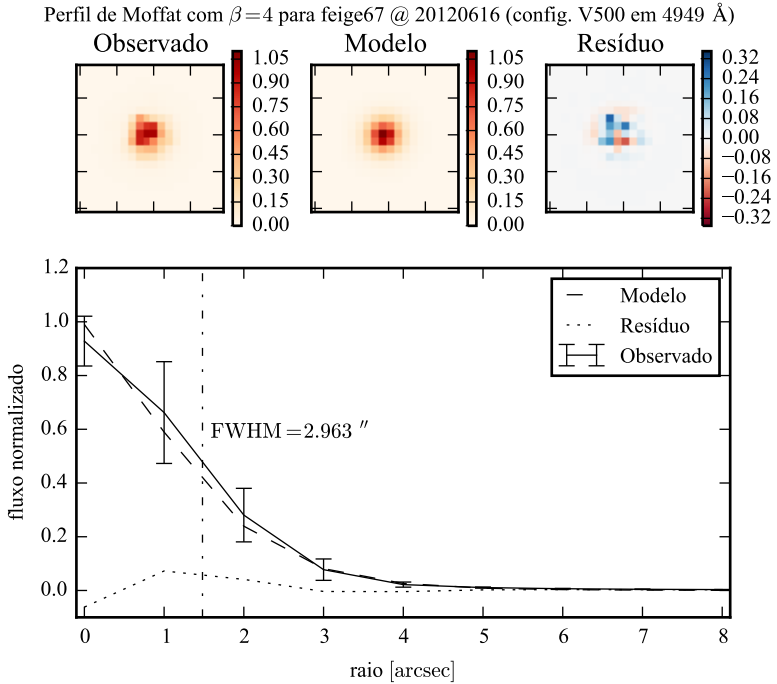 Perfil de Moffat com β=4 para feige67 @ 20120616 (config. V500 em 4949 Å)
Observado
Modelo
Resíduo
1.05
0.90
0.75
0.60
0.45
0.30
0.15
0.00
1.05
0.90
0.75
0.60
0.45
0.30
0.15
0.00
0.32
0.24
0.16
0.08
0.00
−0.08
−0.16
−0.24
−0.32
1.2
1.0
0.8
0.6
0.4
0.2
0.0
fluxo normalizado
Modelo
Resíduo
Observado
FWHM=2.963 ″
0 1 2 3 4 5 6 7 8
raio [arcsec]